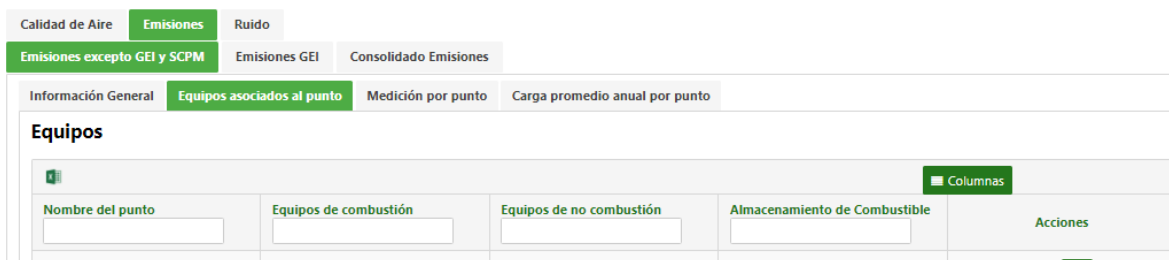 Calidad de Aire Emisiones Ruido
Emisiones excepto GEI y SCPM Emisiones GEI Consolidado Emisiones
Información General Equipos asociados al punto Medición por punto Carga promedio anual por punto
Equipos
Columnas
Nombre del punto Equipos de combustión Equipos de no combustión Almacenamiento de Combustible Acciones